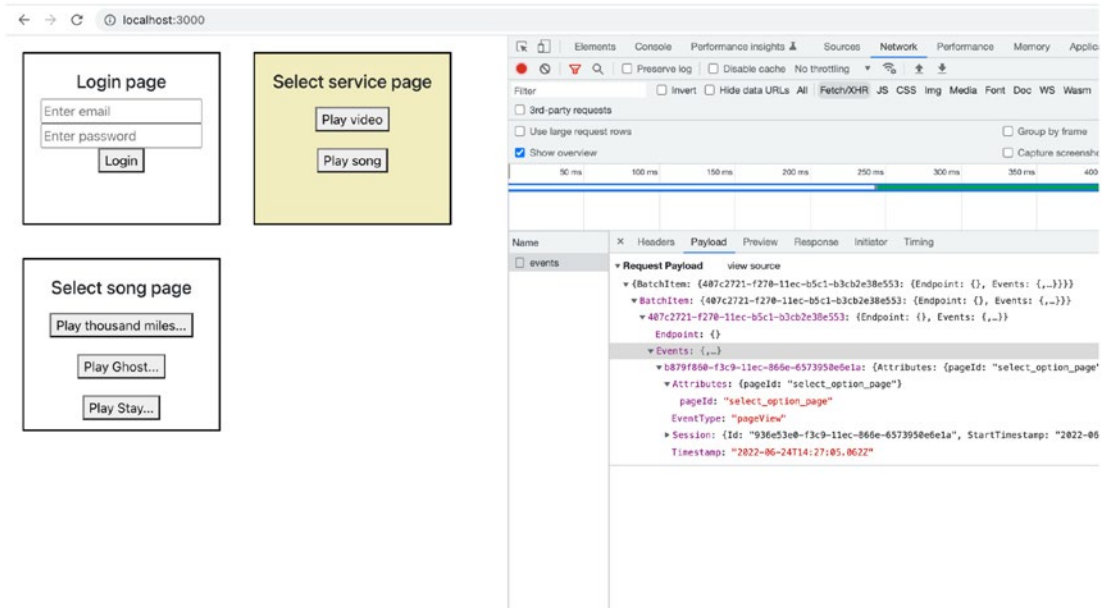 localhost:3000
Login page
Enter email
Enter password
Login
Select service page
Play video
Play song
Select song page
Play thousand miles...
Play Ghost...
Play Stay...
Elements Console Performance insights Sources Network Performance Memory Applic
Preserve log Disable cache No throttling
Filter Invert Hide data URLs All Fetch/XHR JS CSS Img Media Font Doc WS Wasm
3rd-party requests
Use large request rows Group by frame
Show overview Capture screensho
50 ms 100 ms 150 ms 200 ms 250 ms 300 ms 350 ms 400
Name × Headers Payload Preview Response Initiator Timing
events
▼ Request Payload view source
▼ {BatchItem: {407c2721-f270-11ec-b5c1-b3cb2e38e553: {Endpoint: {}, Events: {,…}}}}
▼ BatchItem: {407c2721-f270-11ec-b5c1-b3cb2e38e553: {Endpoint: {}, Events: {,…}}}
▼ 407c2721-f270-11ec-b5c1-b3cb2e38e553: {Endpoint: {}, Events: {,…}}
Endpoint: {}
▼ Events: {,…}
▼ b879f860-f3c9-11ec-866e-6573950e6e1a: {Attributes: {pageId: "select_option_page"
▼ Attributes: {pageId: "select_option_page"}
pageId: "select_option_page"
EventType: "pageView"
▶ Session: {Id: "936e53e0-f3c9-11ec-866e-6573950e6e1a", StartTimestamp: "2022-06
Timestamp: "2022-06-24T14:27:05.062Z"